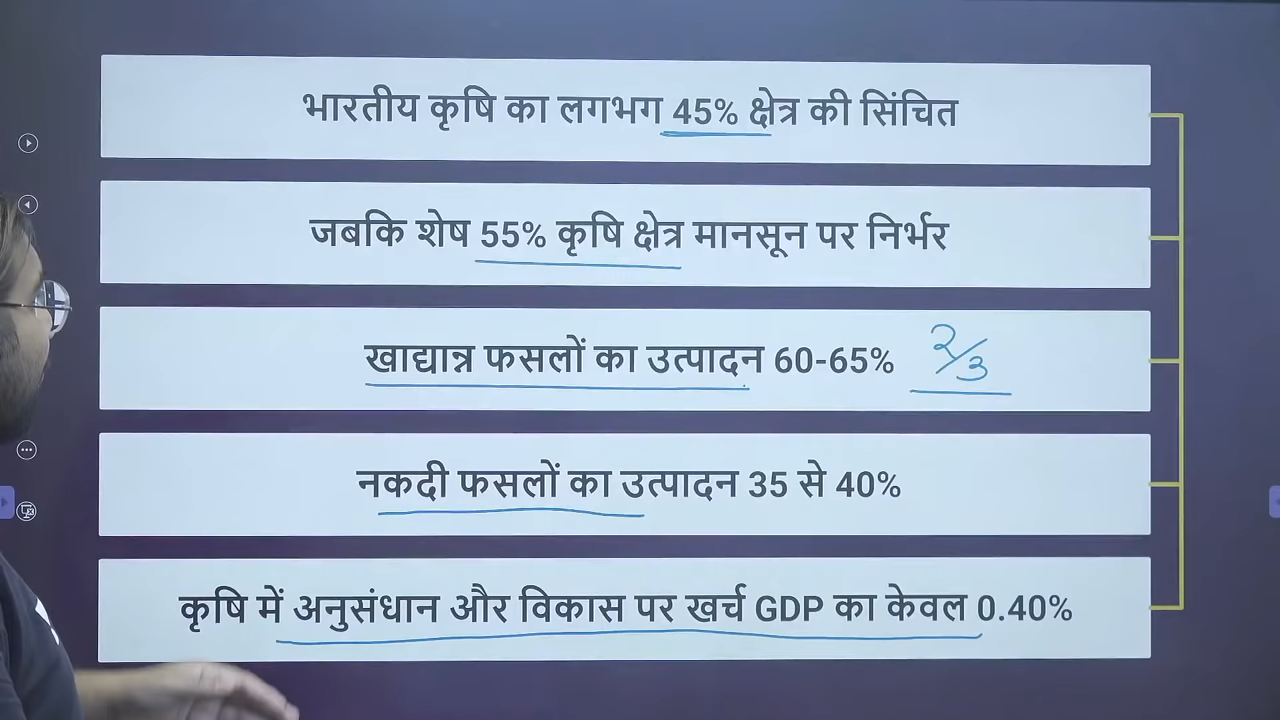 भारतीय कृषि का लगभग 45% क्षेत्र की सिंचित
जबकि शेष 55% कृषि क्षेत्र मानसून पर निर्भर
खाद्यान्न फसलों का उत्पादन 60-65% 2/3
नकदी फसलों का उत्पादन 35 से 40%
कृषि में अनुसंधान और विकास पर खर्च GDP का केवल 0.40%